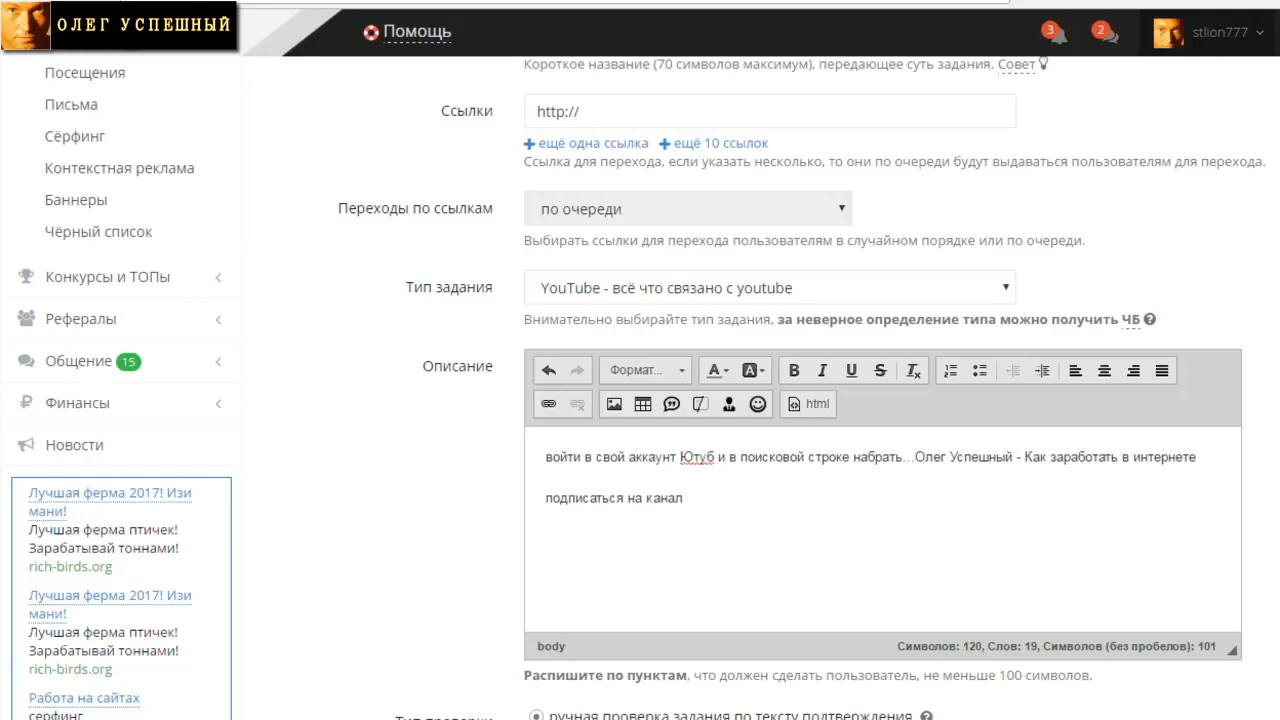 ОЛЕГ УСПЕШНЫЙ
Помощь
3
2
stlion777
Посещения
Письма
Сёрфинг
Контекстная реклама
Баннеры
Чёрный список
Конкурсы и ТОПы
Рефералы
Общение 15
Финансы
Новости
Лучшая ферма 2017! Изи
мани!
Лучшая ферма птичек!
Зарабатывай тоннами!
rich-birds.org
Лучшая ферма 2017! Изи
мани!
Лучшая ферма птичек!
Зарабатывай тоннами!
rich-birds.org
Работа на сайтах
серфинг
Короткое название (70 символов максимум), передающее суть задания. Совет
Ссылки
http://
ещё одна ссылка ещё 10 ссылок
Ссылка для перехода, если указать несколько, то они по очереди будут выдаваться пользователям для перехода.
Переходы по ссылкам
по очереди
Выбирать ссылки для перехода пользователям в случайном порядке или по очереди.
Тип задания
YouTube - всё что связано с youtube
Внимательно выбирайте тип задания, за неверное определение типа можно получить ЧБ
Описание
Формат...
html
войти в свой аккаунт Ютуб и в поисковой строке набрать...Олег Успешный - Как заработать в интернете
подписаться на канал
body
Символов: 120, Слов: 19, Символов (без пробелов): 101
Распишите по пунктам, что должен сделать пользователь, не меньше 100 символов.
Тип проверки
ручная проверка задания по тексту подтверждения